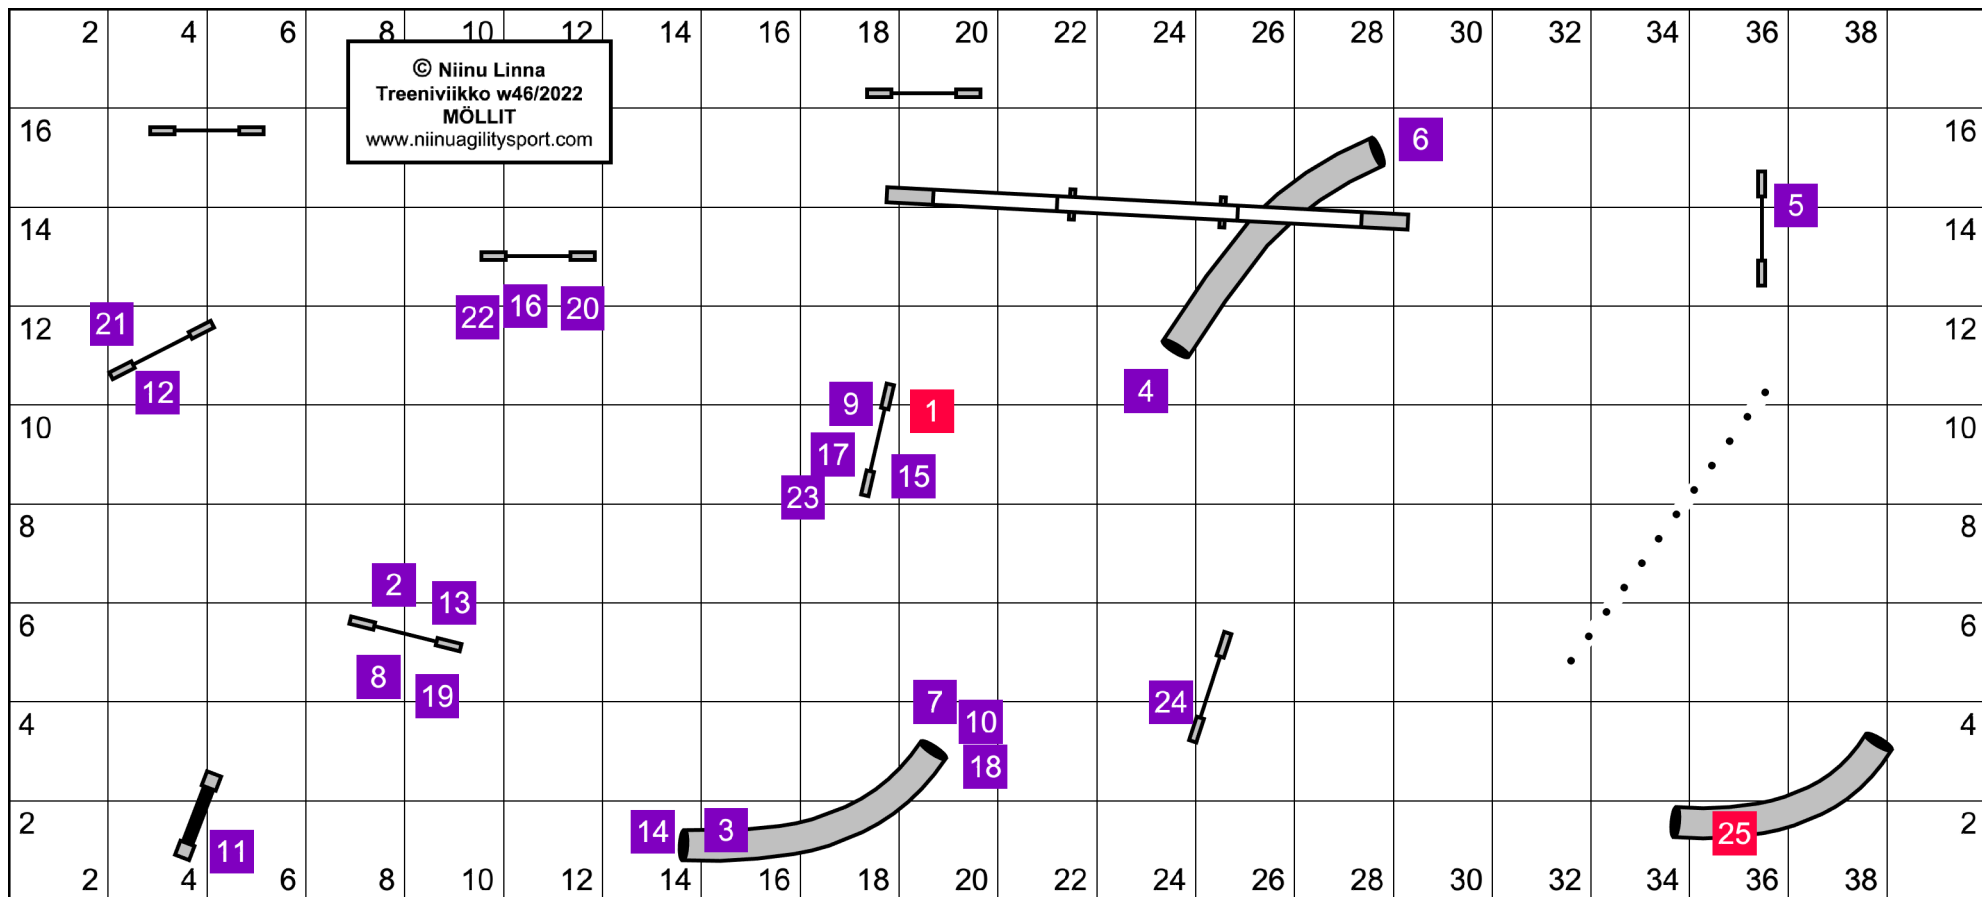 2 4 6 8 10 12 14 16 18 20 22 24 26 28 30 32 34 36 38
© Niinu Linna
Treeniviikko w46/2022
MÖLLIT
www.niinuagilitysport.com
16 6 16
14 5 14
12 21 22 16 20 12
12 9 1 4
10 17 15 10
23
8 8
2 13
6 6
8 19 7 24
4 10 4
18
2 14 3 25 2
11
2 4 6 8 10 12 14 16 18 20 22 24 26 28 30 32 34 36 38